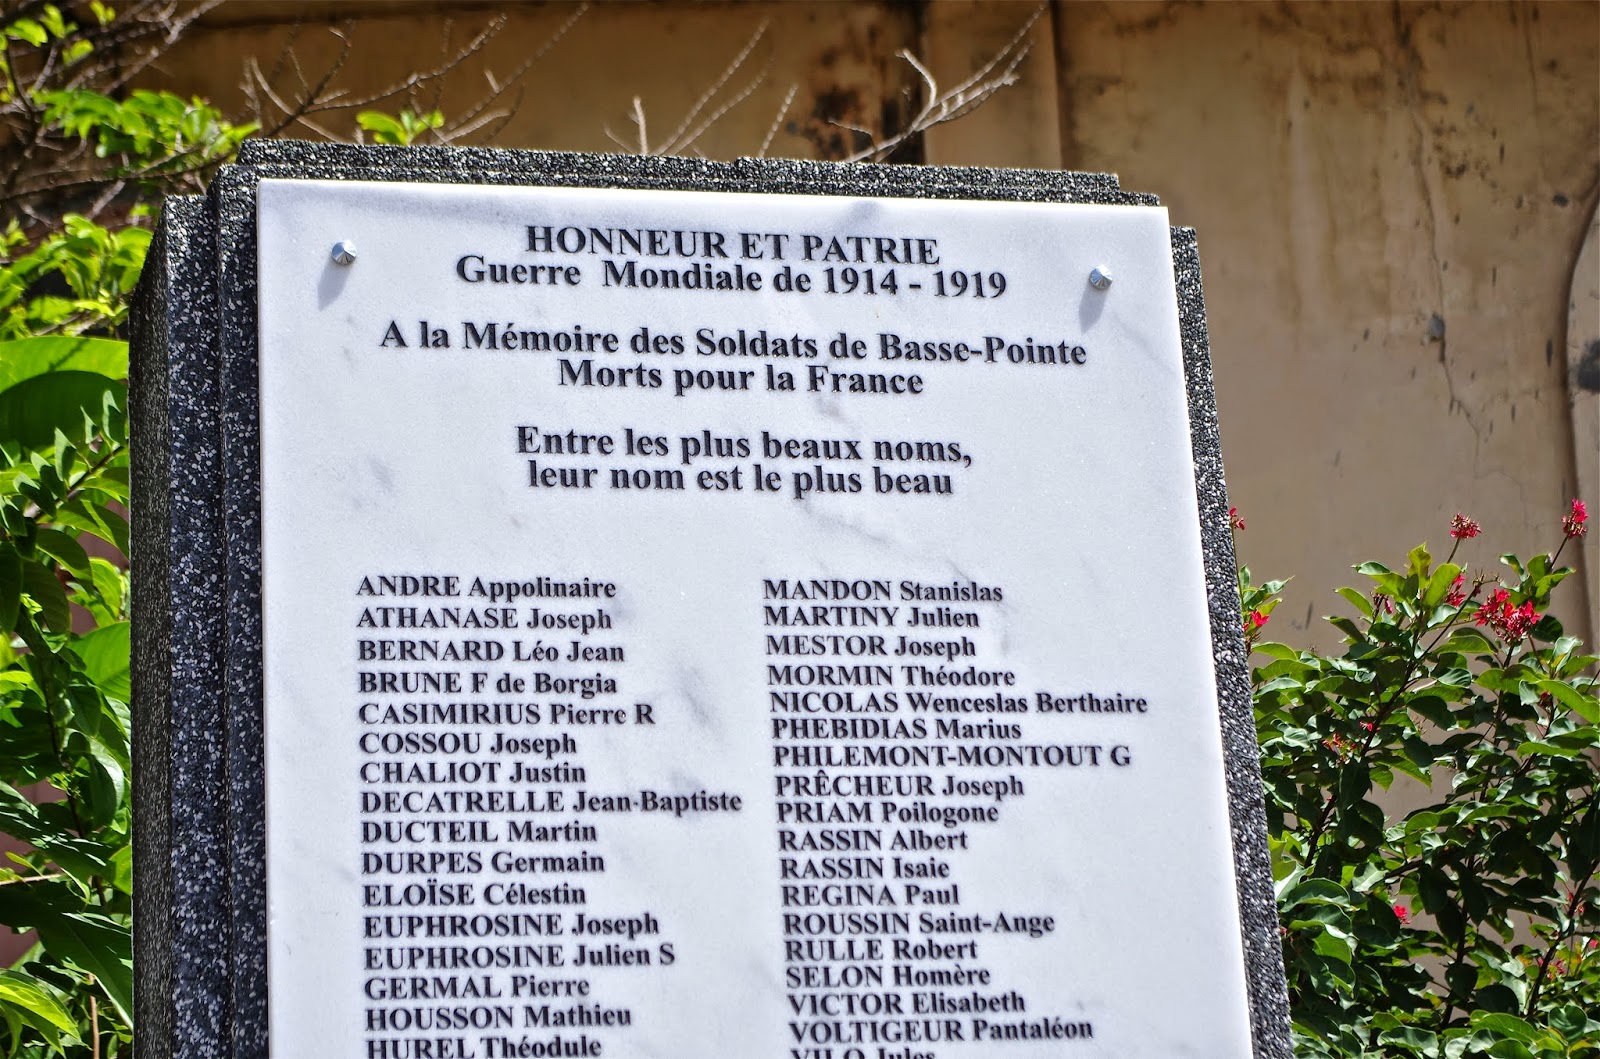 HONNEUR ET PATRIE
Guerre Mondiale de 1914 - 1919
A la Mémoire des Soldats de Basse-Pointe
Morts pour la France
Entre les plus beaux noms,
leur nom est le plus beau
ANDRE Appolinaire
ATHANASE Joseph
BERNARD Léo Jean
BRUNE F de Borgia
CASIMIRIUS Pierre R
COSSOU Joseph
CHALIOT Justin
DECATRELLE Jean-Baptiste
DUCTEIL Martin
DURPES Germain
ELOÏSE Célestin
EUPHROSINE Joseph
EUPHROSINE Julien S
GERMAL Pierre
HOUSSON Mathieu
HUREL Théodule
MANDON Stanislas
MARTINY Julien
MESTOR Joseph
MORMIN Théodore
NICOLAS Wenceslas Berthaire
PHEBIDIAS Marius
PHILEMONT-MONTOUT G
PRÊCHEUR Joseph
PRIAM Poilogone
RASSIN Albert
RASSIN Isaie
REGINA Paul
ROUSSIN Saint-Ange
RULLE Robert
SELON Homère
VICTOR Elisabeth
VOLTIGEUR Pantaléon
VILO Jules